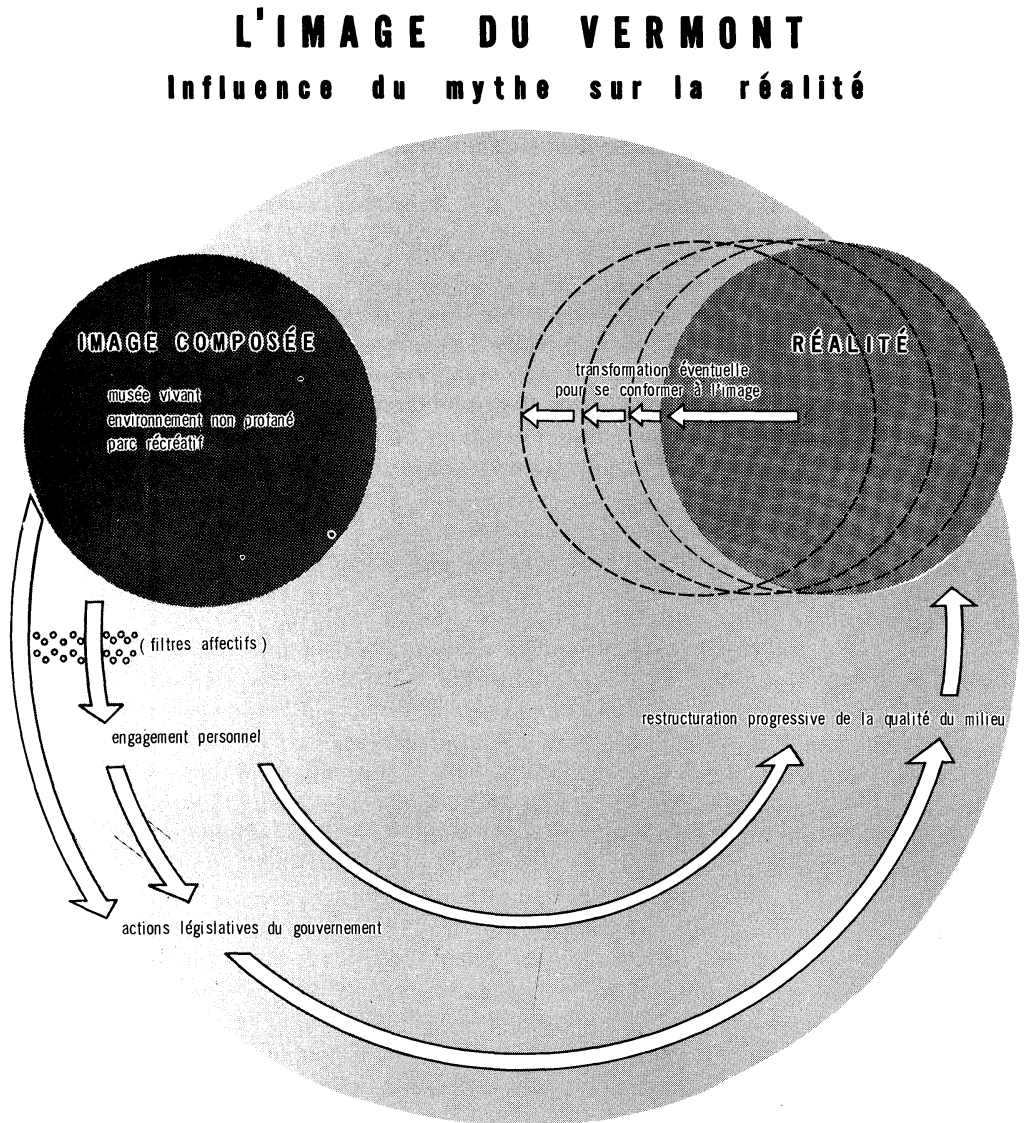 L'IMAGE DU VERMONT
Influence du mythe sur la réalité
IMAGE COMPOSÉE
musée vivant
environnement non profané
parc récréatif
RÉALITÉ
transformation éventuelle
pour se conformer à l'image
(filtres affectifs)
engagement personnel
restructuration progressive de la qualité du milieu
actions législatives du gouvernement